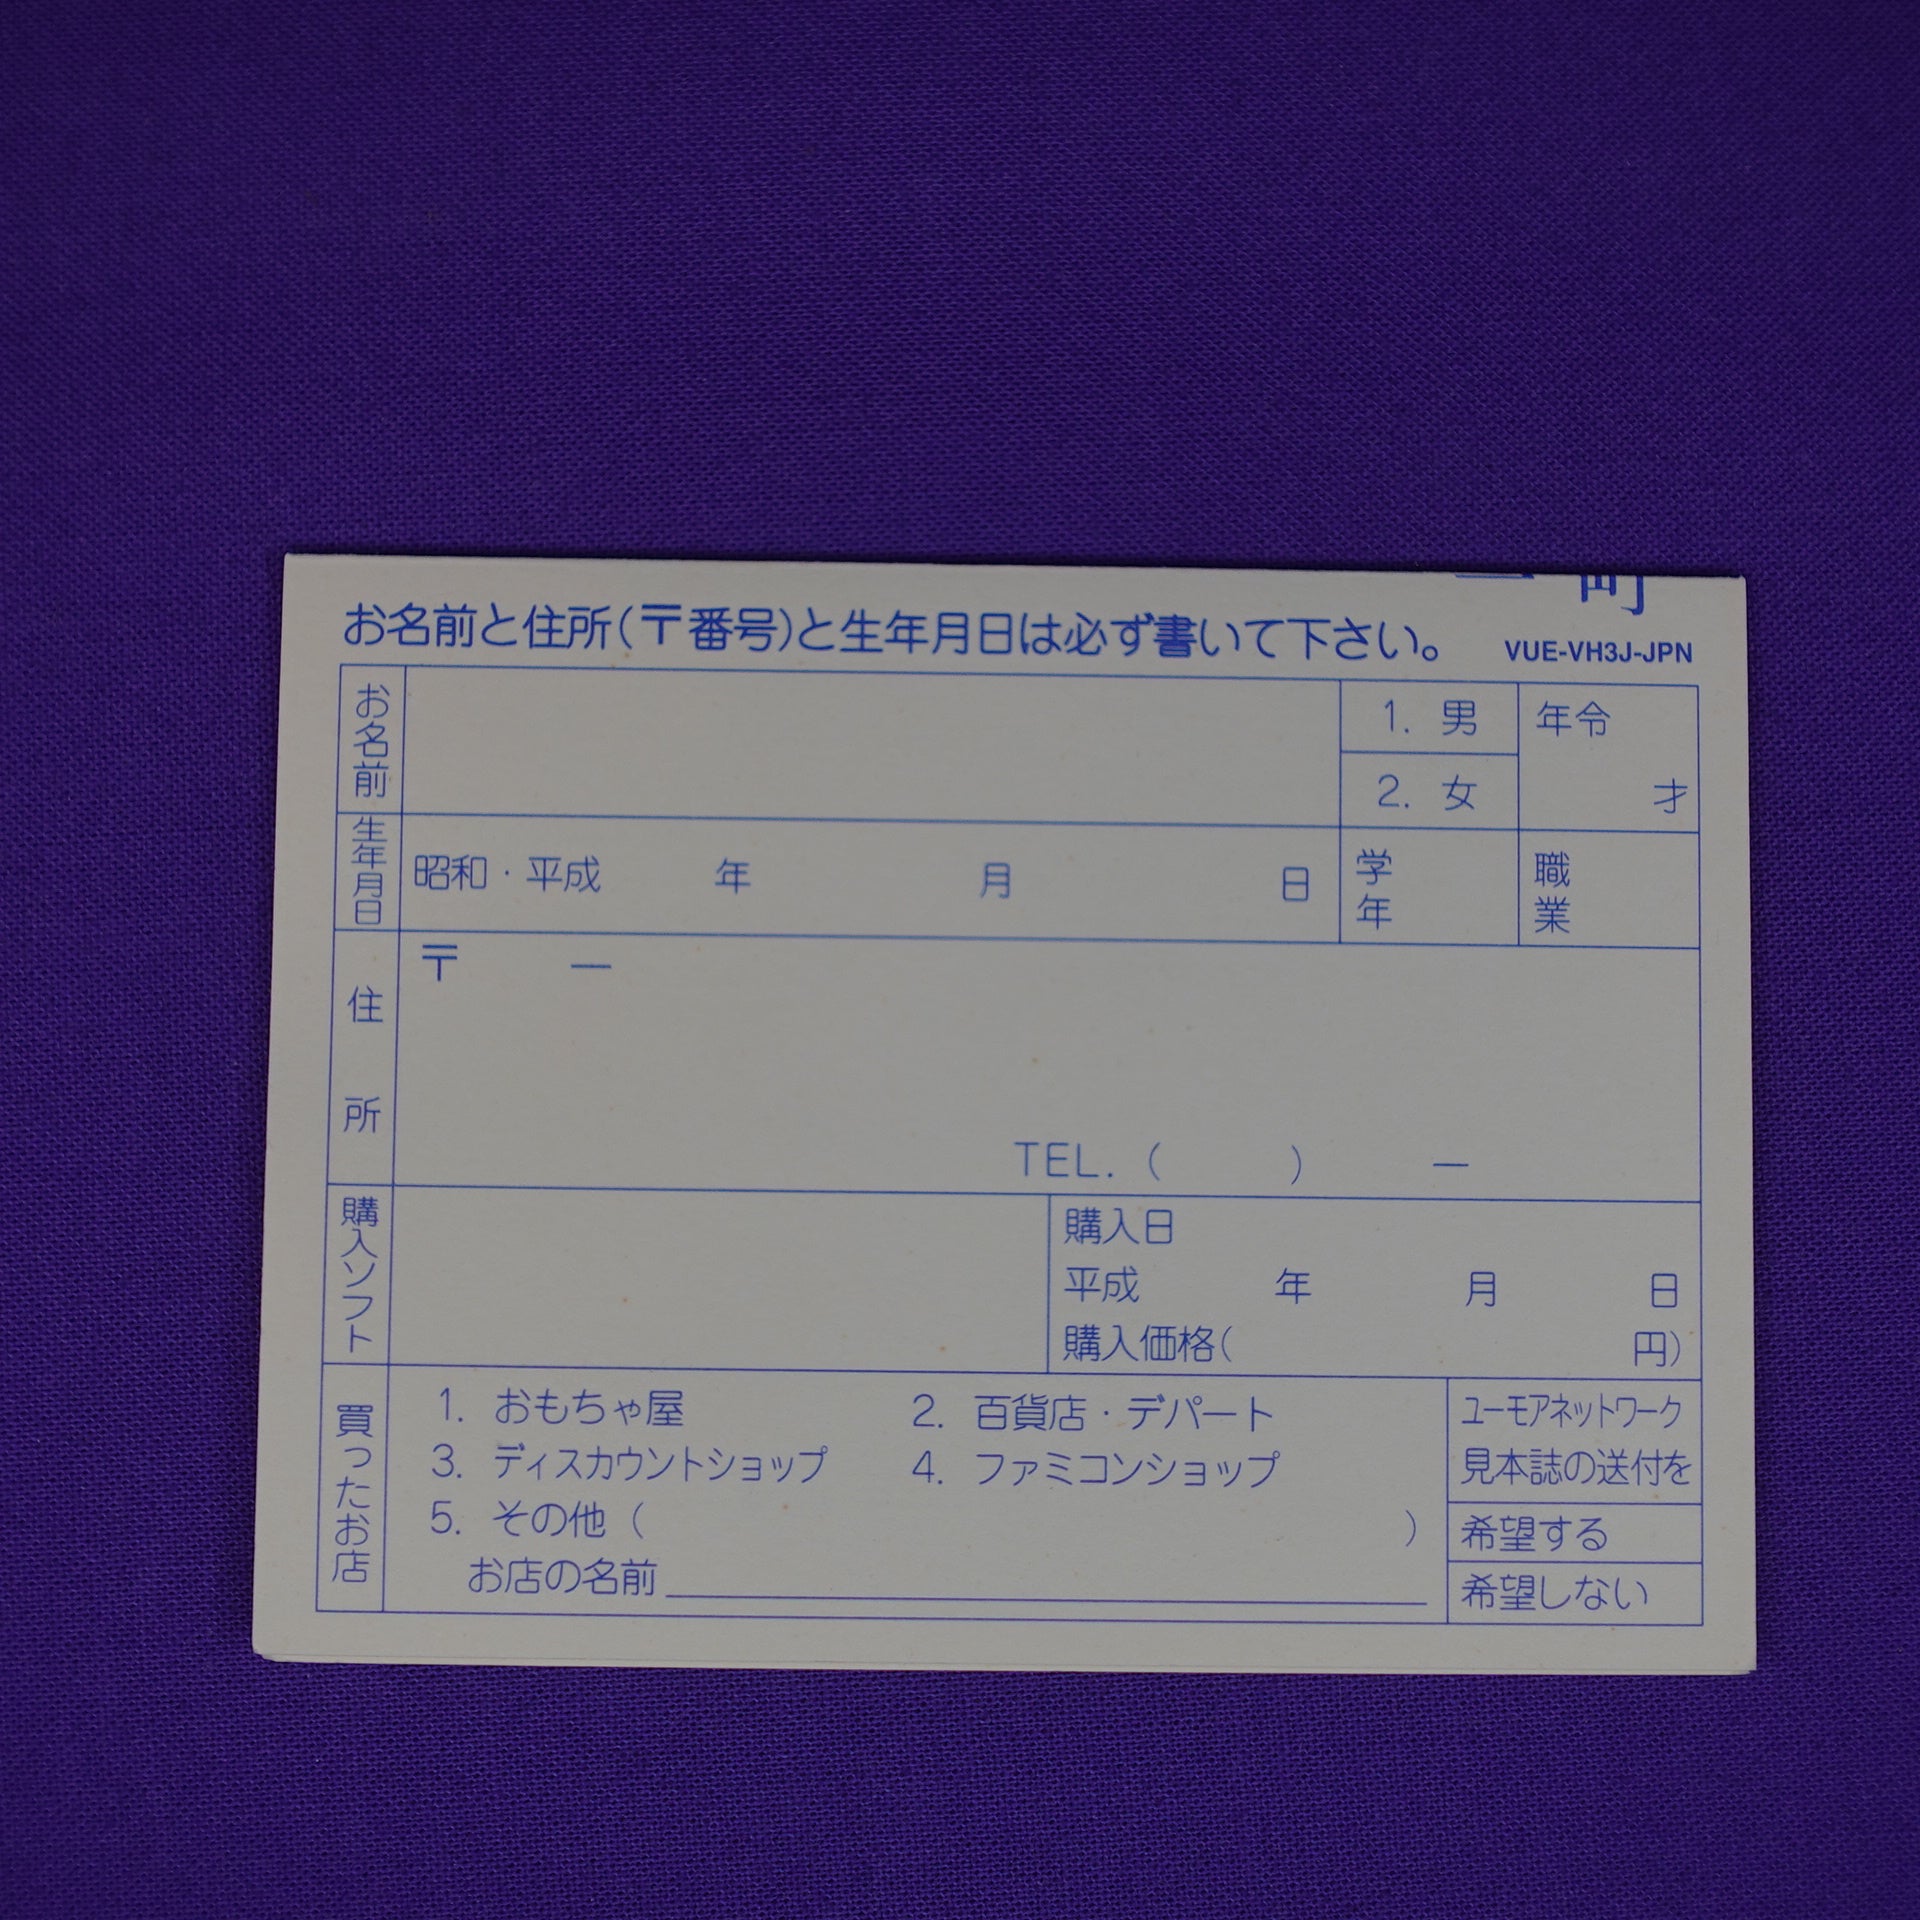 お名前と住所(〒番号)と生年月日は必ず書いて下さい。 VUE-VH3J-JPN
お名前
1. 男
2. 女
年令
才
生年月日
昭和・平成 年 月 日
学年
職業
住所
〒 ー
TEL. ( ) ー
購入ソフト
購入日
平成 年 月 日
購入価格( 円)
買ったお店
1. おもちゃ屋 2. 百貨店・デパート
3. ディスカウントショップ 4. ファミコンショップ
5. その他 ( )
お店の名前
ユーモアネットワーク
見本誌の送付を
希望する
希望しない